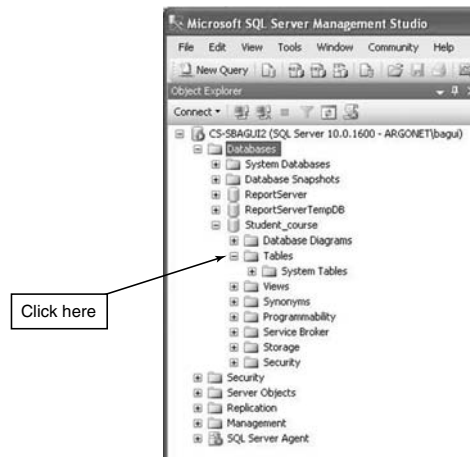 Microsoft SQL Server Management Studio
File Edit View Tools Window Community Help
New Query
Object Explorer
Connect
CS-SBAGUI2 (SQL Server 10.0.1600 - ARGONET\bagui)
Databases
System Databases
Database Snapshots
ReportServer
ReportServerTempDB
Student_course
Database Diagrams
Tables
System Tables
Views
Synonyms
Programmability
Service Broker
Storage
Security
Security
Server Objects
Replication
Management
SQL Server Agent
Click here